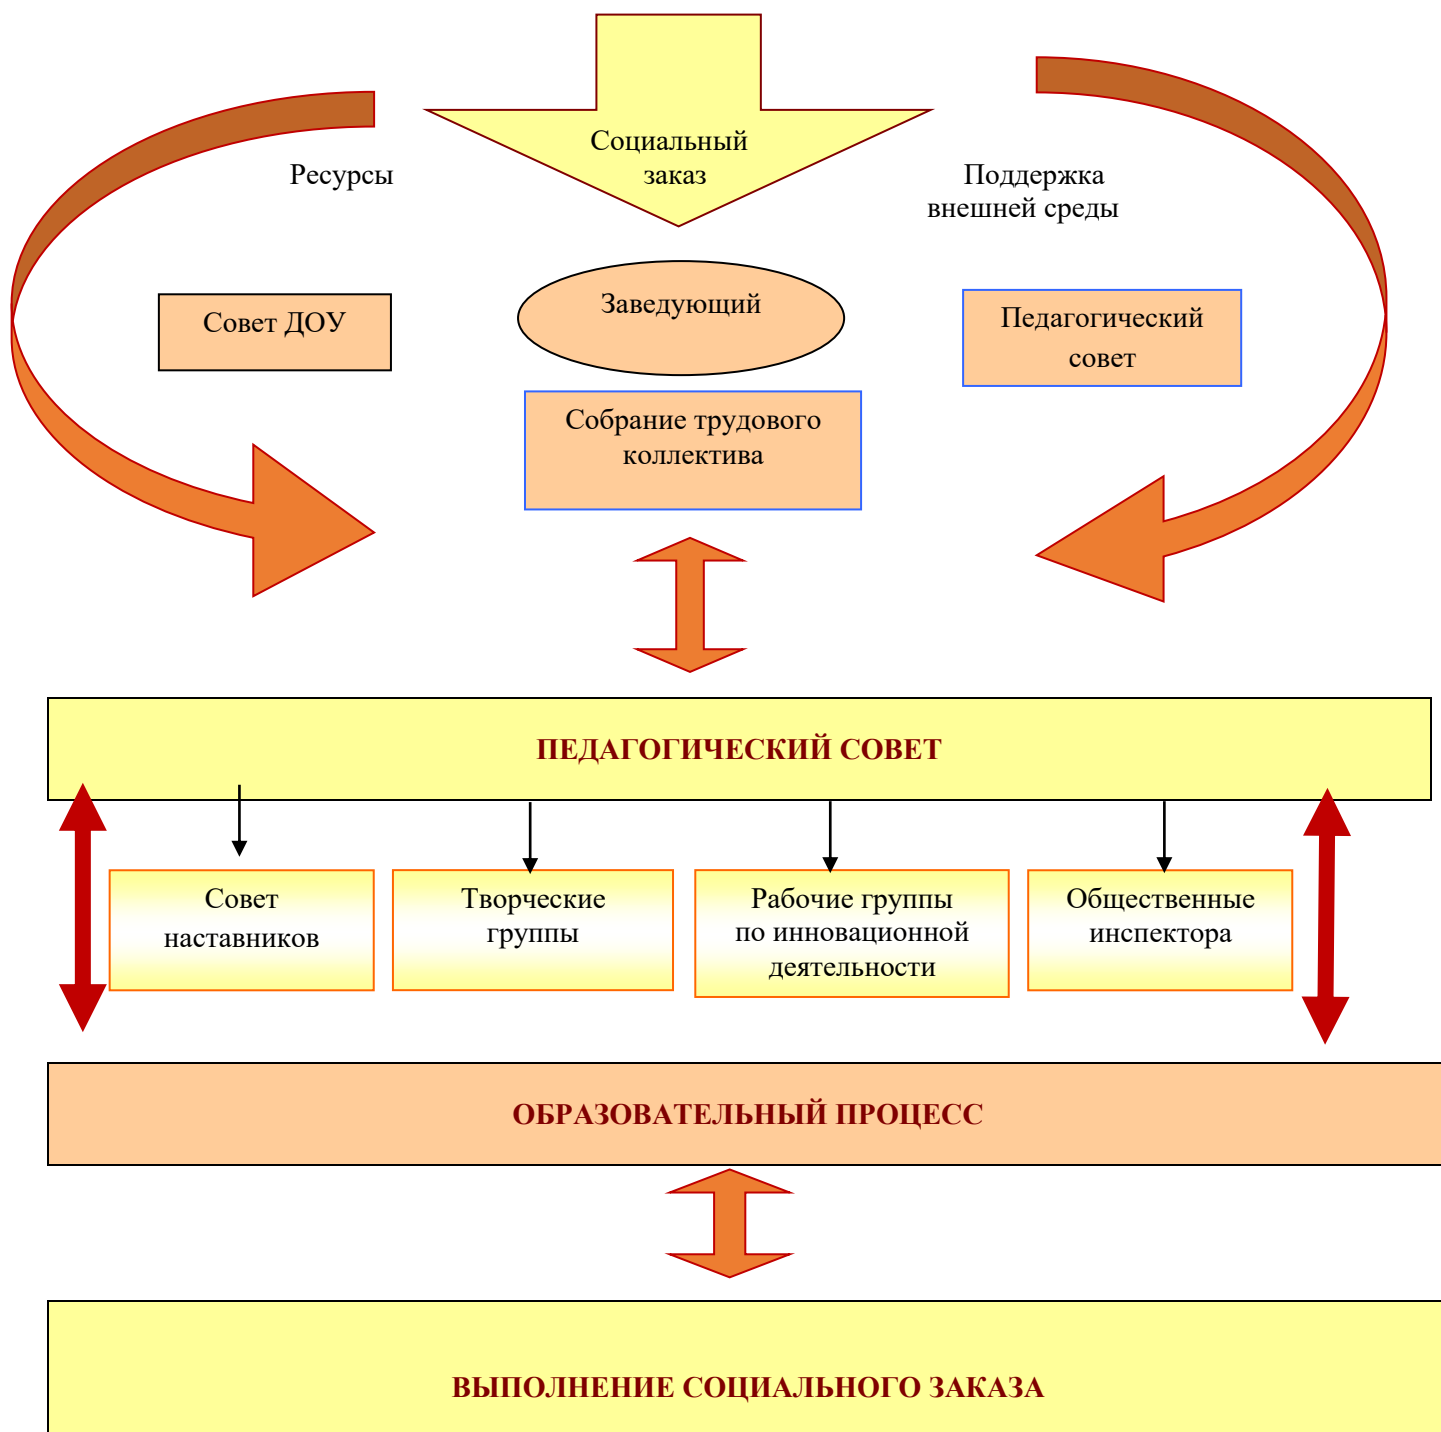 Социальный
заказ
Ресурсы
Поддержка
внешней среды
Совет ДОУ
Заведующий
Педагогический
совет
Собрание трудового
коллектива
ПЕДАГОГИЧЕСКИЙ СОВЕТ
Совет
наставников
Творческие
группы
Рабочие группы
по инновационной
деятельности
Общественные
инспектора
ОБРАЗОВАТЕЛЬНЫЙ ПРОЦЕСС
ВЫПОЛНЕНИЕ СОЦИАЛЬНОГО ЗАКАЗА